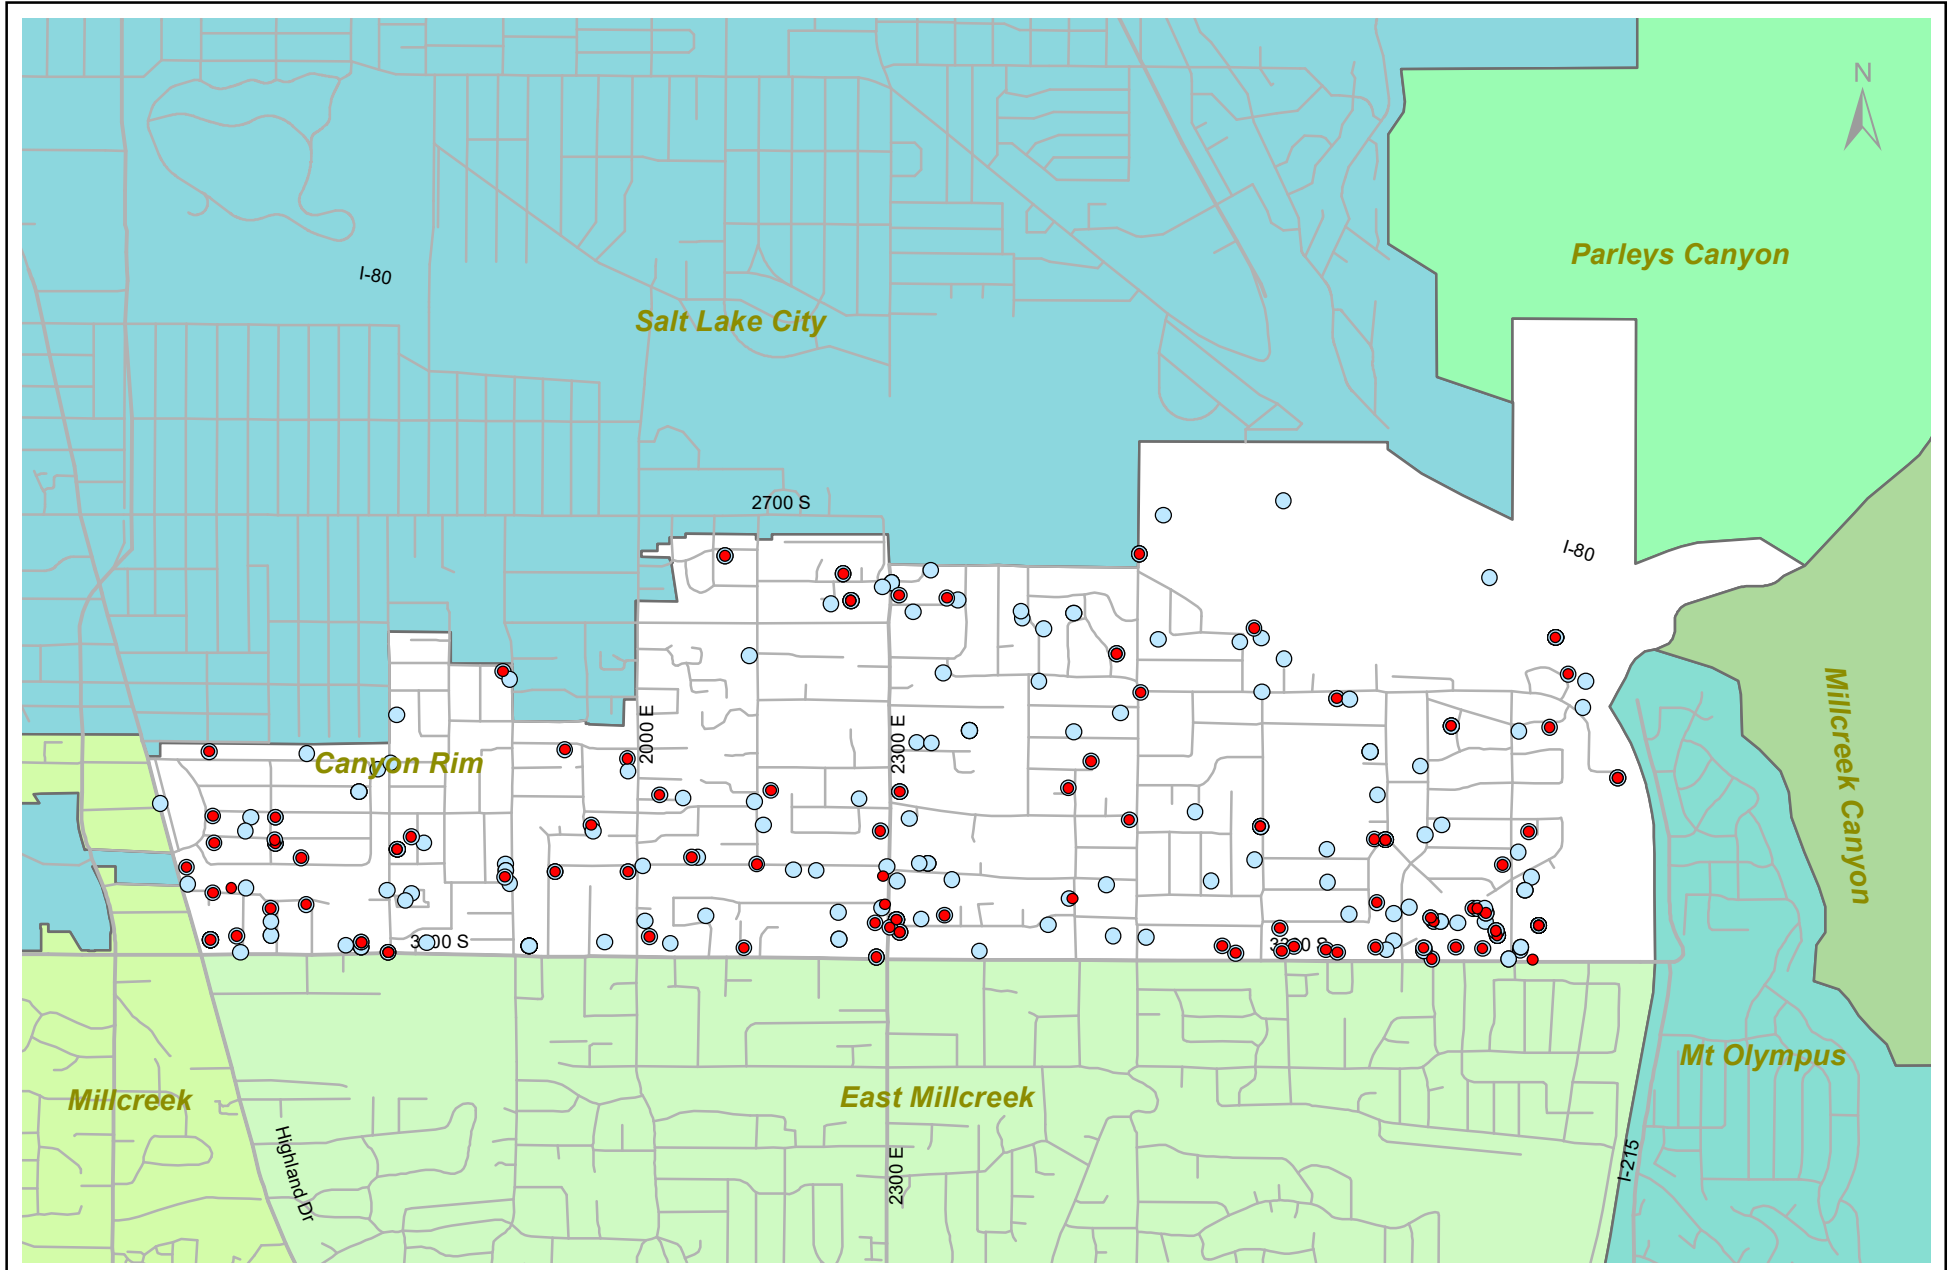 N
Parleys Canyon
I-80
Salt Lake City
2700 S
I-80
2000 E
2300 E
Canyon Rim
Millcreek Canyon
3300 S
3300 S
Mt Olympus
Millcreek
East Millcreek
Highland Dr
2300 E
I-215